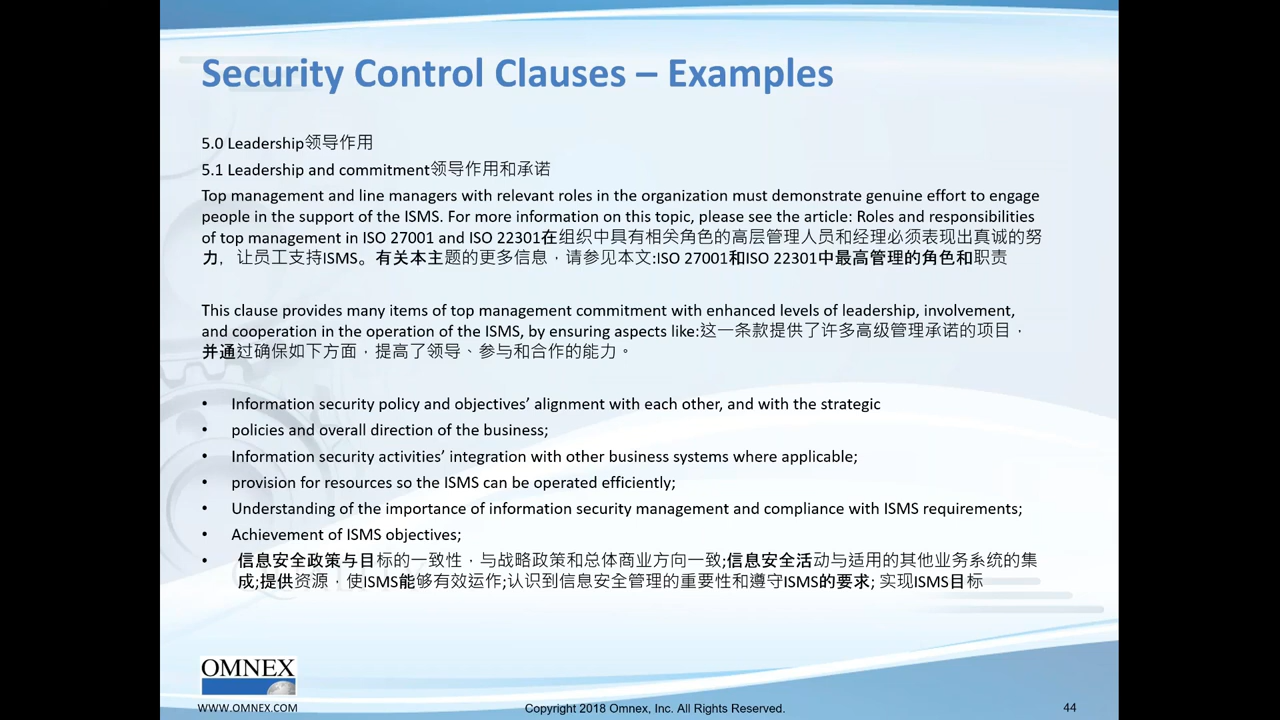 Security Control Clauses – Examples
5.0 Leadership领导作用
5.1 Leadership and commitment领导作用和承诺
Top management and line managers with relevant roles in the organization must demonstrate genuine effort to engage
people in the support of the ISMS. For more information on this topic, please see the article: Roles and responsibilities
of top management in ISO 27001 and ISO 22301在组织中具有相关角色的高层管理人员和经理必须表现出真诚的努
力，让员工支持ISMS。有关本主题的更多信息，请参见本文:ISO 27001和ISO 22301中最高管理的角色和职责
This clause provides many items of top management commitment with enhanced levels of leadership, involvement,
and cooperation in the operation of the ISMS, by ensuring aspects like:这一条款提供了许多高级管理承诺的项目，
并通过确保如下方面，提高了领导、参与和合作的能力。
• Information security policy and objectives’ alignment with each other, and with the strategic
• policies and overall direction of the business;
• Information security activities’ integration with other business systems where applicable;
• provision for resources so the ISMS can be operated efficiently;
• Understanding of the importance of information security management and compliance with ISMS requirements;
• Achievement of ISMS objectives;
• 信息安全政策与目标的一致性，与战略政策和总体商业方向一致;信息安全活动与适用的其他业务系统的集
成;提供资源，使ISMS能够有效运作;认识到信息安全管理的重要性和遵守ISMS的要求; 实现ISMS目标
OMNEX
WWW.OMNEX.COM
Copyright 2018 Omnex, Inc. All Rights Reserved.
44